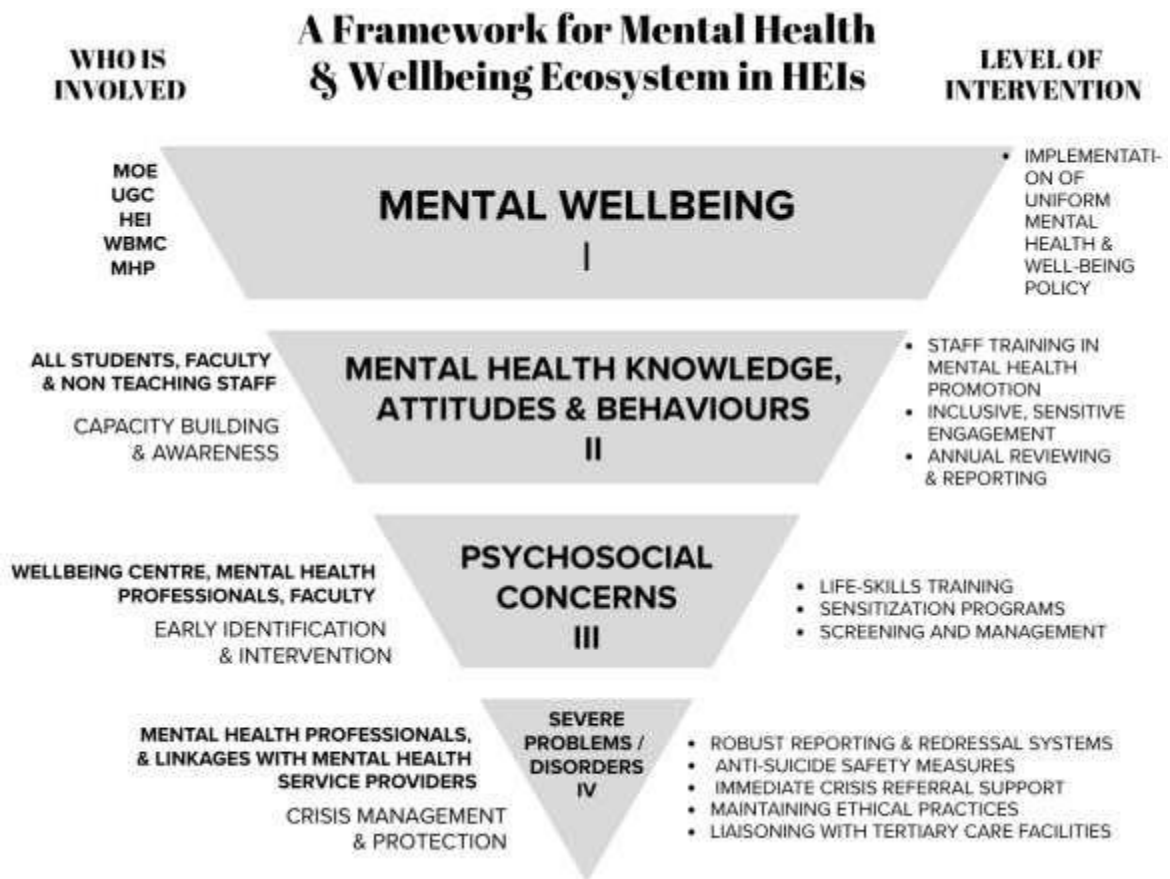 A Framework for Mental Health
& Wellbeing Ecosystem in HEIs
WHO IS
INVOLVED
LEVEL OF
INTERVENTION
MOE
UGC
HEI
WBMC
MHP
MENTAL WELLBEING
I
• IMPLEMENTATI-
ON OF
UNIFORM
MENTAL
HEALTH &
WELL-BEING
POLICY
ALL STUDENTS, FACULTY
& NON TEACHING STAFF
CAPACITY BUILDING
& AWARENESS
MENTAL HEALTH KNOWLEDGE,
ATTITUDES & BEHAVIOURS
II
• STAFF TRAINING IN
MENTAL HEALTH
PROMOTION
• INCLUSIVE, SENSITIVE
ENGAGEMENT
• ANNUAL REVIEWING
& REPORTING
WELLBEING CENTRE, MENTAL HEALTH
PROFESSIONALS, FACULTY
EARLY IDENTIFICATION
& INTERVENTION
PSYCHOSOCIAL
CONCERNS
III
• LIFE-SKILLS TRAINING
• SENSITIZATION PROGRAMS
• SCREENING AND MANAGEMENT
MENTAL HEALTH PROFESSIONALS,
& LINKAGES WITH MENTAL HEALTH
SERVICE PROVIDERS
CRISIS MANAGEMENT
& PROTECTION
SEVERE
PROBLEMS /
DISORDERS
IV
• ROBUST REPORTING & REDRESSAL SYSTEMS
• ANTI-SUICIDE SAFETY MEASURES
• IMMEDIATE CRISIS REFERRAL SUPPORT
• MAINTAINING ETHICAL PRACTICES
• LIAISONING WITH TERTIARY CARE FACILITIES